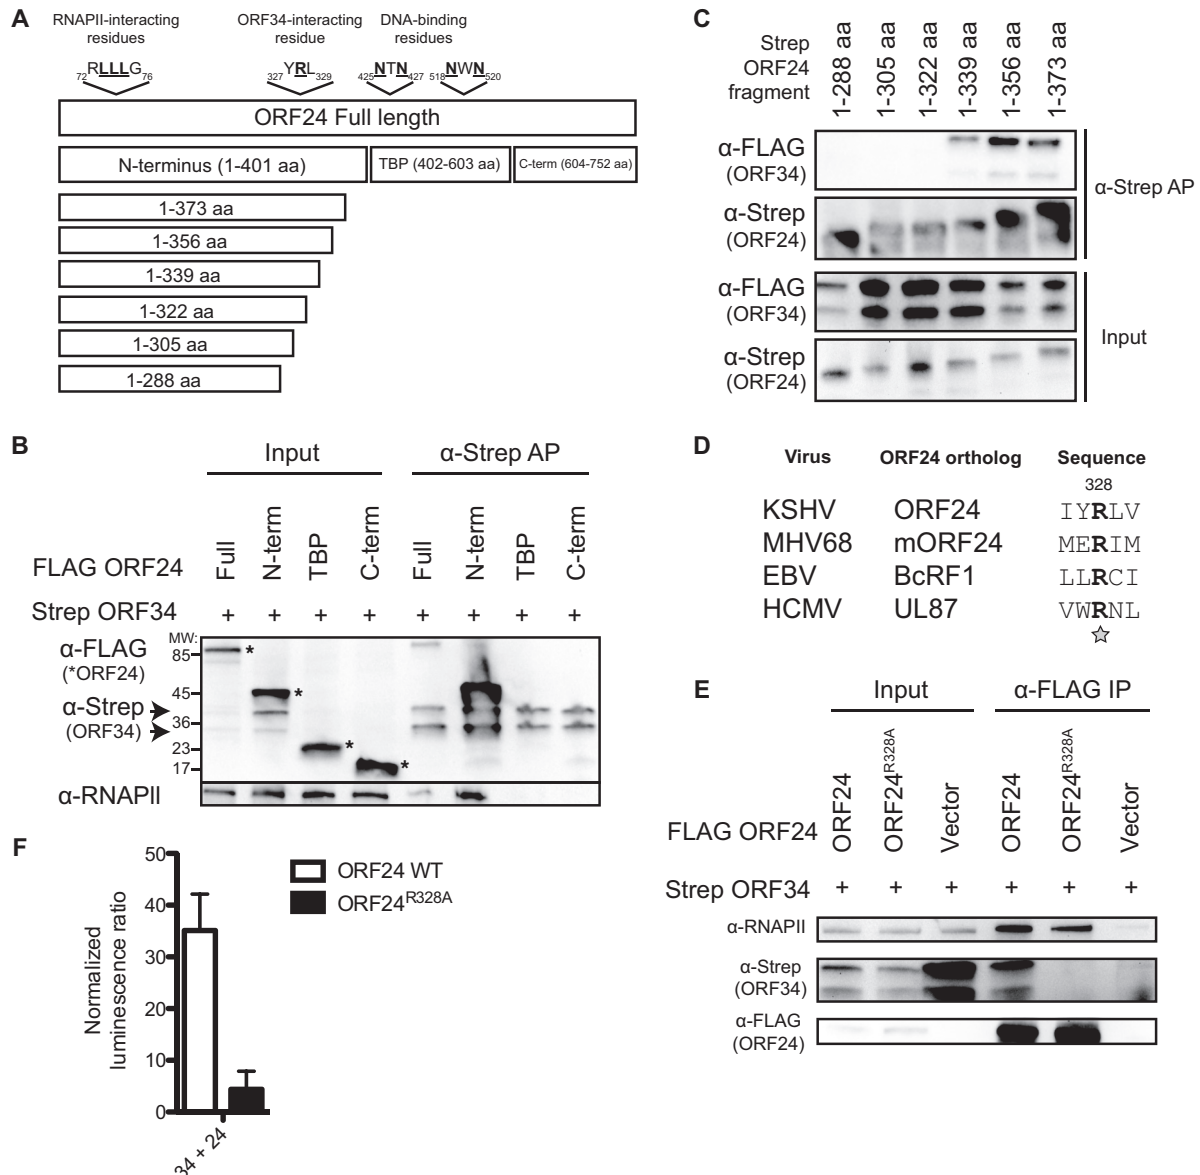 A
RNAPII-interacting residues
ORF34-interacting residue
DNA-binding residues
72RLLLG76
327YRL329
425NTN427
518NWN520
ORF24 Full length
N-terminus (1-401 aa)
TBP (402-603 aa)
C-term (604-752 aa)
1-373 aa
1-356 aa
1-339 aa
1-322 aa
1-305 aa
1-288 aa
B
Input
α-Strep AP
FLAG ORF24
Full
N-term
TBP
C-term
Full
N-term
TBP
C-term
Strep ORF34
+ + + + + + + +
MW:
α-FLAG
(*ORF24)
α-Strep
(ORF34)
85
45
36
23
17
* * * *
α-RNAPII
C
Strep ORF24 fragment
1-288 aa
1-305 aa
1-322 aa
1-339 aa
1-356 aa
1-373 aa
α-FLAG
(ORF34)
α-Strep
(ORF24)
α-Strep AP
α-FLAG
(ORF34)
α-Strep
(ORF24)
Input
D
Virus ORF24 ortholog Sequence
328
KSHV ORF24 IYRLV
MHV68 mORF24 MERIM
EBV BcRF1 LLRCI
HCMV UL87 VWRNL
E
Input
α-FLAG IP
FLAG ORF24
ORF24
ORF24R328A
Vector
ORF24
ORF24R328A
Vector
Strep ORF34
+ + + + + +
α-RNAPII
α-Strep
(ORF34)
α-FLAG
(ORF24)
F
Normalized luminescence ratio
50
40
30
20
10
0
34 + 24
ORF24 WT
ORF24R328A